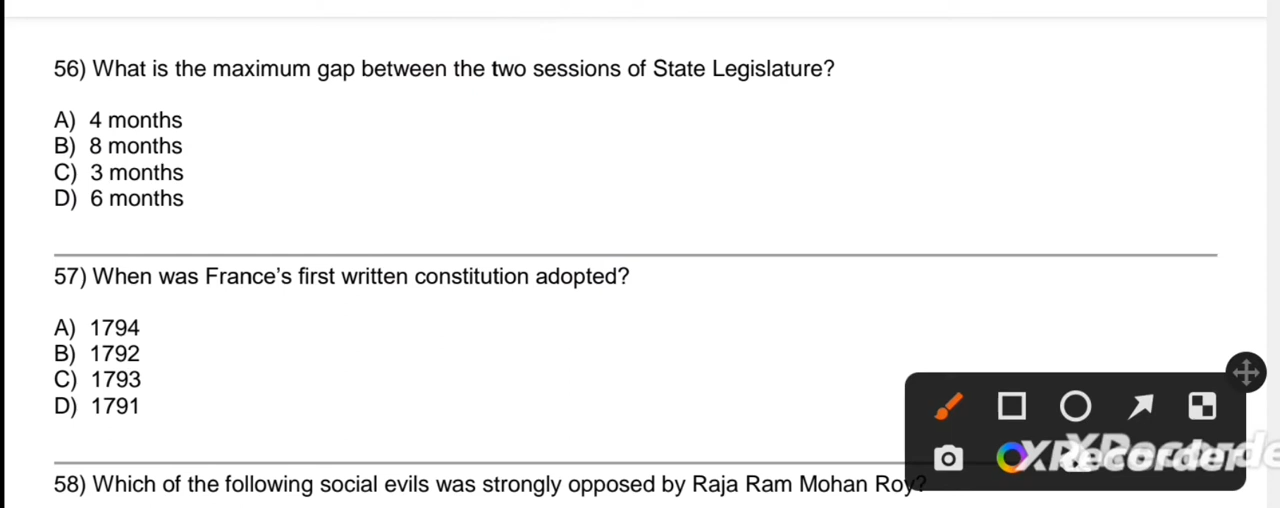 56) What is the maximum gap between the two sessions of State Legislature?
A) 4 months
B) 8 months
C) 3 months
D) 6 months
57) When was France's first written constitution adopted?
A) 1794
B) 1792
C) 1793
D) 1791
XRecorder
58) Which of the following social evils was strongly opposed by Raja Ram Mohan Roy?